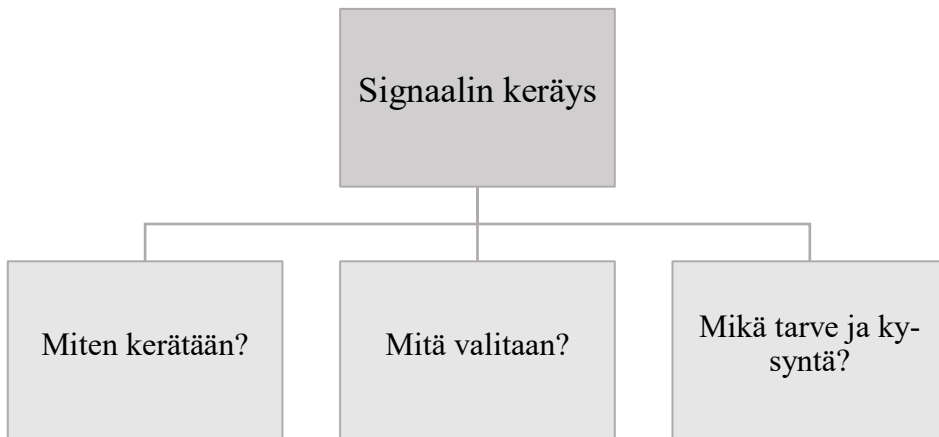 Signaalin keräys
Miten kerätään?
Mitä valitaan?
Mikä tarve ja ky-
syntä?